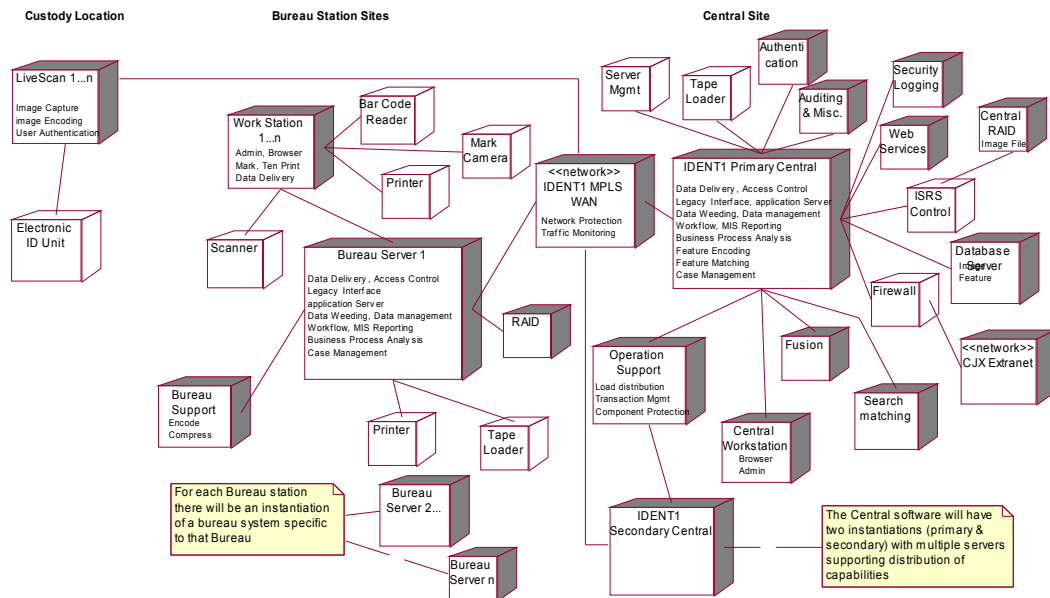 Custody Location
Bureau Station Sites
Central Site
LiveScan 1...n
Image Capture
image Encoding
User Authentication
Electronic
ID Unit
Work Station
1...n
Admin, Browser
Mark, Ten Print
Data Delivery
Bar Code
Reader
Mark
Camera
Printer
Scanner
Bureau Server 1
Data Delivery, Access Control
Legacy Interface
application Server
Data Weeding, Data management
Workflow, MIS Reporting
Business Process Analysis
Case Management
RAID
Bureau
Support
Encode
Compress
Printer
Tape
Loader
For each Bureau station
there will be an instantiation
of a bureau system specific
to that Bureau
Bureau
Server 2...
Bureau
Server n
<<network>>
IDENT1 MPLS
WAN
Network Protection
Traffic Monitoring
Server
Mgmt
Tape
Loader
Authenti
cation
Auditing
& Misc.
Security
Logging
Web
Services
Central
RAID
Image File
ISRS
Control
Database
Server
Image
Feature
Firewall
<<network>>
CJX Extranet
IDENT1 Primary Central
Data Delivery, Access Control
Legacy Interface, application Server
Data Weeding, Data management
Workflow, MIS Reporting
Business Process Analysis
Feature Encoding
Feature Matching
Case Management
Operation
Support
Load distribution
Transaction Mgmt
Component Protection
Fusion
Search
matching
Central
Workstation
Browser
Admin
IDENT1
Secondary Central
The Central software will have
two instantiations (primary &
secondary) with multiple servers
supporting distribution of
capabilities